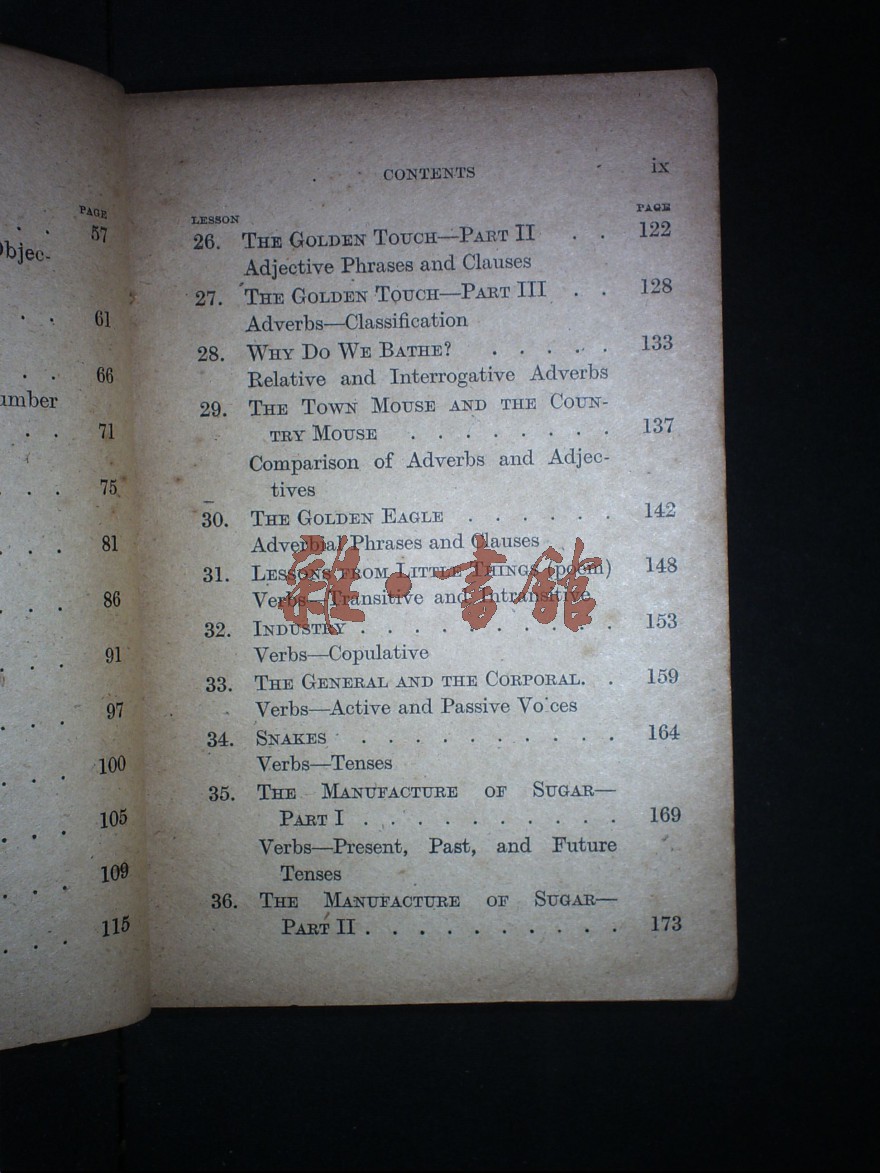 PAGE
57
Objec-
61
66
umber
71
75
81
86
91
97
100
105
109
115
CONTENTS ix
LESSON PAGE
26. THE GOLDEN TOUCH—PART II . . 122
Adjective Phrases and Clauses
27. THE GOLDEN TOUCH—PART III . . 128
Adverbs—Classification
28. WHY DO WE BATHE? . . . . . 133
Relative and Interrogative Adverbs
29. THE TOWN MOUSE AND THE COUN-
TRY MOUSE . . . . . . . . 137
Comparison of Adverbs and Adjec-
tives
30. THE GOLDEN EAGLE . . . . . . 142
Adverbial Phrases and Clauses
31. LESSONS FROM LITTLE THINGS (poem) 148
Verbs—Transitive and Intransitive
雜·書館
32. INDUSTRY . . . . . . . . . . 153
Verbs—Copulative
33. THE GENERAL AND THE CORPORAL. . 159
Verbs—Active and Passive Voices
34. SNAKES . . . . . . . . . . 164
Verbs—Tenses
35. THE MANUFACTURE OF SUGAR—
PART I . . . . . . . . . . 169
Verbs—Present, Past, and Future
Tenses
36. THE MANUFACTURE OF SUGAR—
PART II . . . . . . . . . . 173